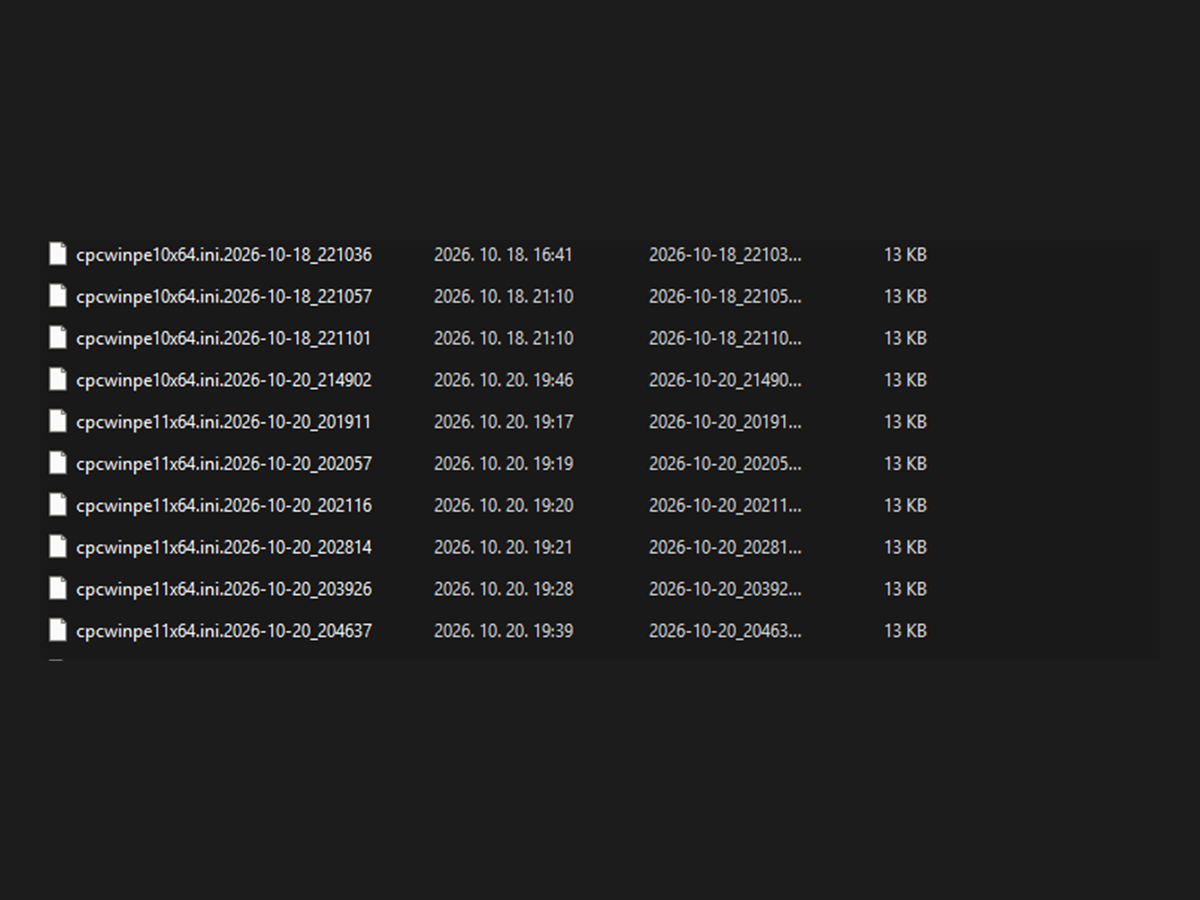 cpcwinpe10x64.ini.2026-10-18_221036 2026. 10. 18. 16:41 2026-10-18_22103... 13 KB
cpcwinpe10x64.ini.2026-10-18_221057 2026. 10. 18. 21:10 2026-10-18_22105... 13 KB
cpcwinpe10x64.ini.2026-10-18_221101 2026. 10. 18. 21:10 2026-10-18_22110... 13 KB
cpcwinpe10x64.ini.2026-10-20_214902 2026. 10. 20. 19:46 2026-10-20_21490... 13 KB
cpcwinpe11x64.ini.2026-10-20_201911 2026. 10. 20. 19:17 2026-10-20_20191... 13 KB
cpcwinpe11x64.ini.2026-10-20_202057 2026. 10. 20. 19:19 2026-10-20_20205... 13 KB
cpcwinpe11x64.ini.2026-10-20_202116 2026. 10. 20. 19:20 2026-10-20_20211... 13 KB
cpcwinpe11x64.ini.2026-10-20_202814 2026. 10. 20. 19:21 2026-10-20_20281... 13 KB
cpcwinpe11x64.ini.2026-10-20_203926 2026. 10. 20. 19:28 2026-10-20_20392... 13 KB
cpcwinpe11x64.ini.2026-10-20_204637 2026. 10. 20. 19:39 2026-10-20_20463... 13 KB